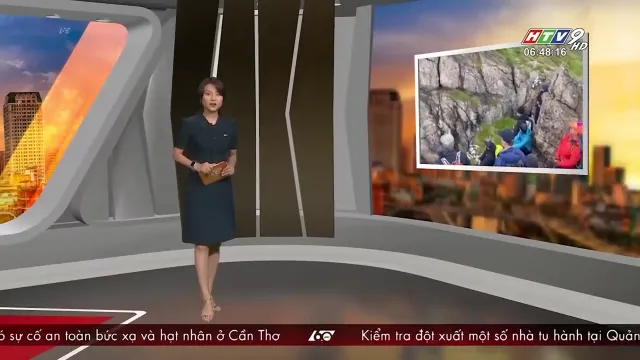 HTV9 HD
06:48:16
ó sự cố an toàn bức xạ và hạt nhân ở Cần Thơ 60 Kiểm tra đột xuất một số nhà tu hành tại Quản